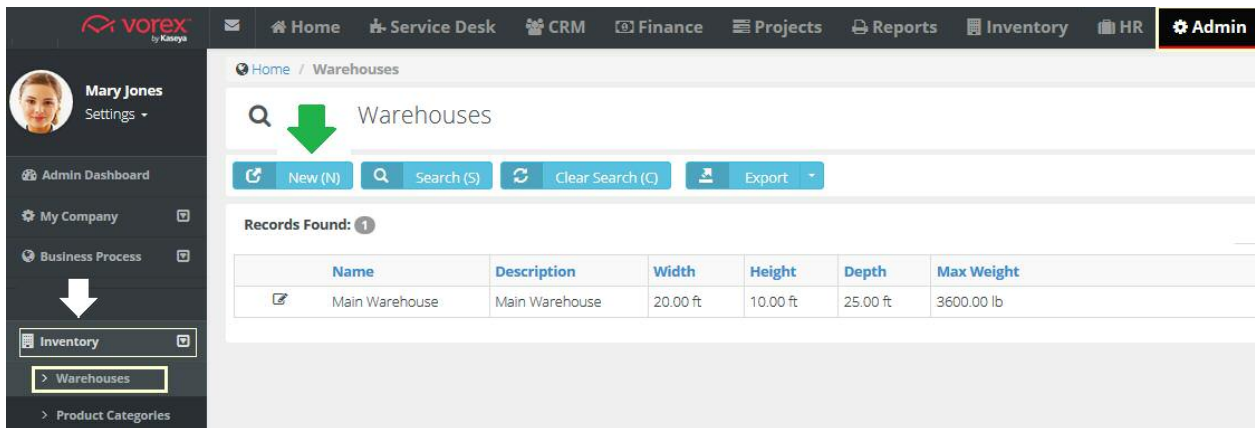 vorex
by Kaseya
Home Service Desk CRM Finance Projects Reports Inventory HR Admin
Mary Jones
Settings
Home / Warehouses
Warehouses
New (N) Search (S) Clear Search (C) Export
Admin Dashboard
My Company
Business Process
Inventory
> Warehouses
> Product Categories
Records Found: 1
Name Description Width Height Depth Max Weight
Main Warehouse Main Warehouse 20.00 ft 10.00 ft 25.00 ft 3600.00 lb